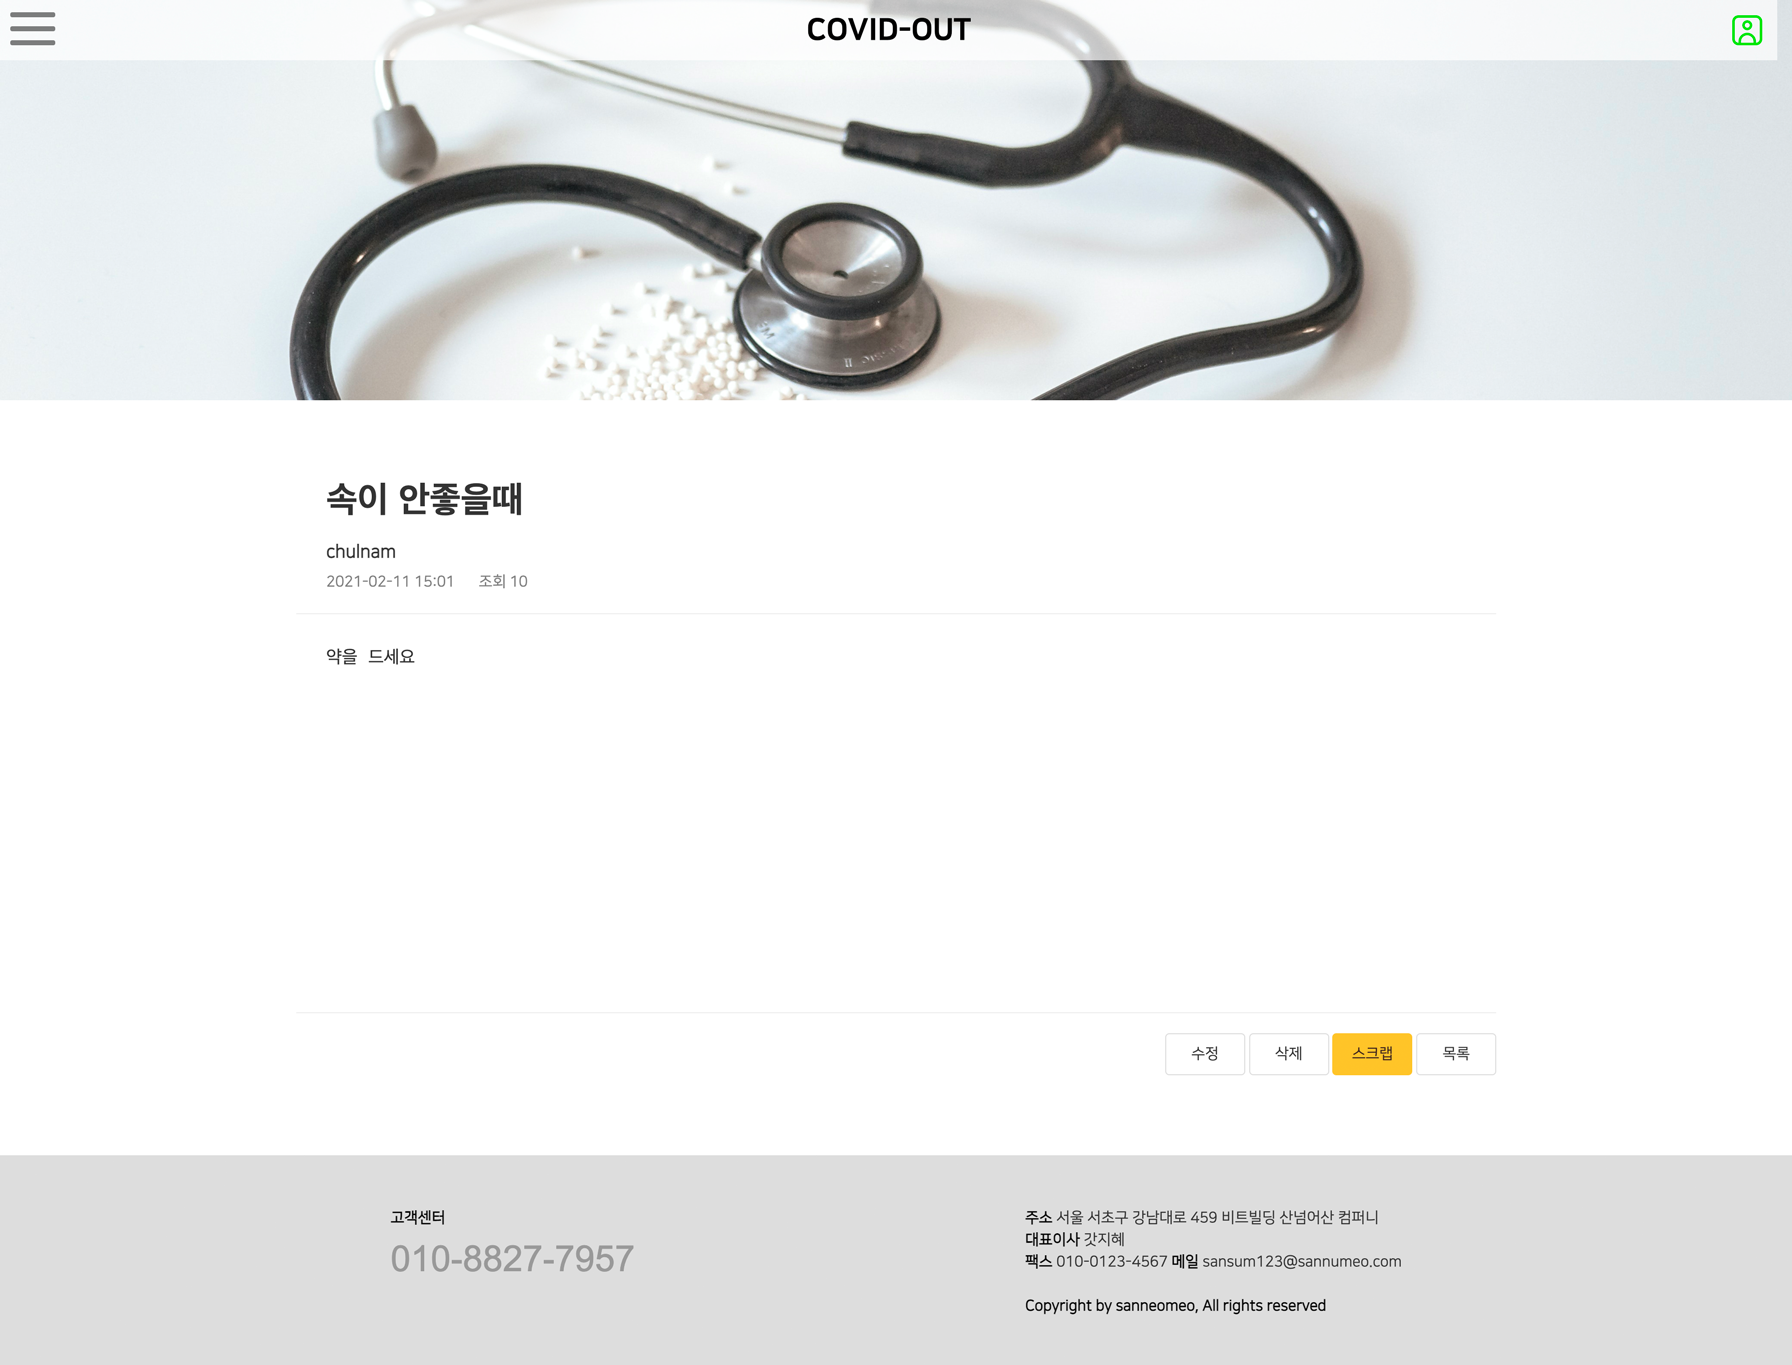 COVID-OUT
속이 안좋을때
chulnam
2021-02-11 15:01 조회 10
약을 드세요
수정 삭제 스크랩 목록
고객센터
010-8827-7957
주소 서울 서초구 강남대로 459 비트빌딩 산넘어산 컴퍼니
대표이사 갓지혜
팩스 010-0123-4567 메일 sansum123@sannumeo.com
Copyright by sanneomeo, All rights reserved